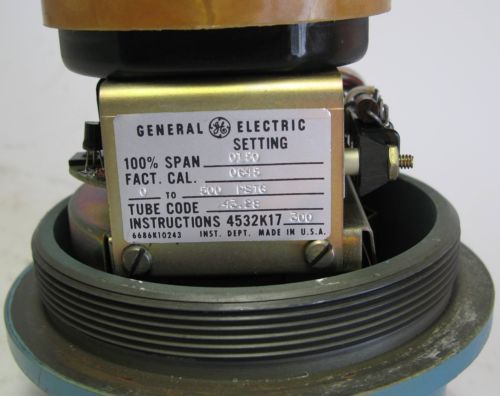 GENERAL GE ELECTRIC
SETTING
100% SPAN 0150
FACT. CAL. 0645
0 TO 500 PSIG
TUBE CODE 43.28
INSTRUCTIONS 4532K17 300
6686K10243 INST. DEPT. MADE IN U.S.A.